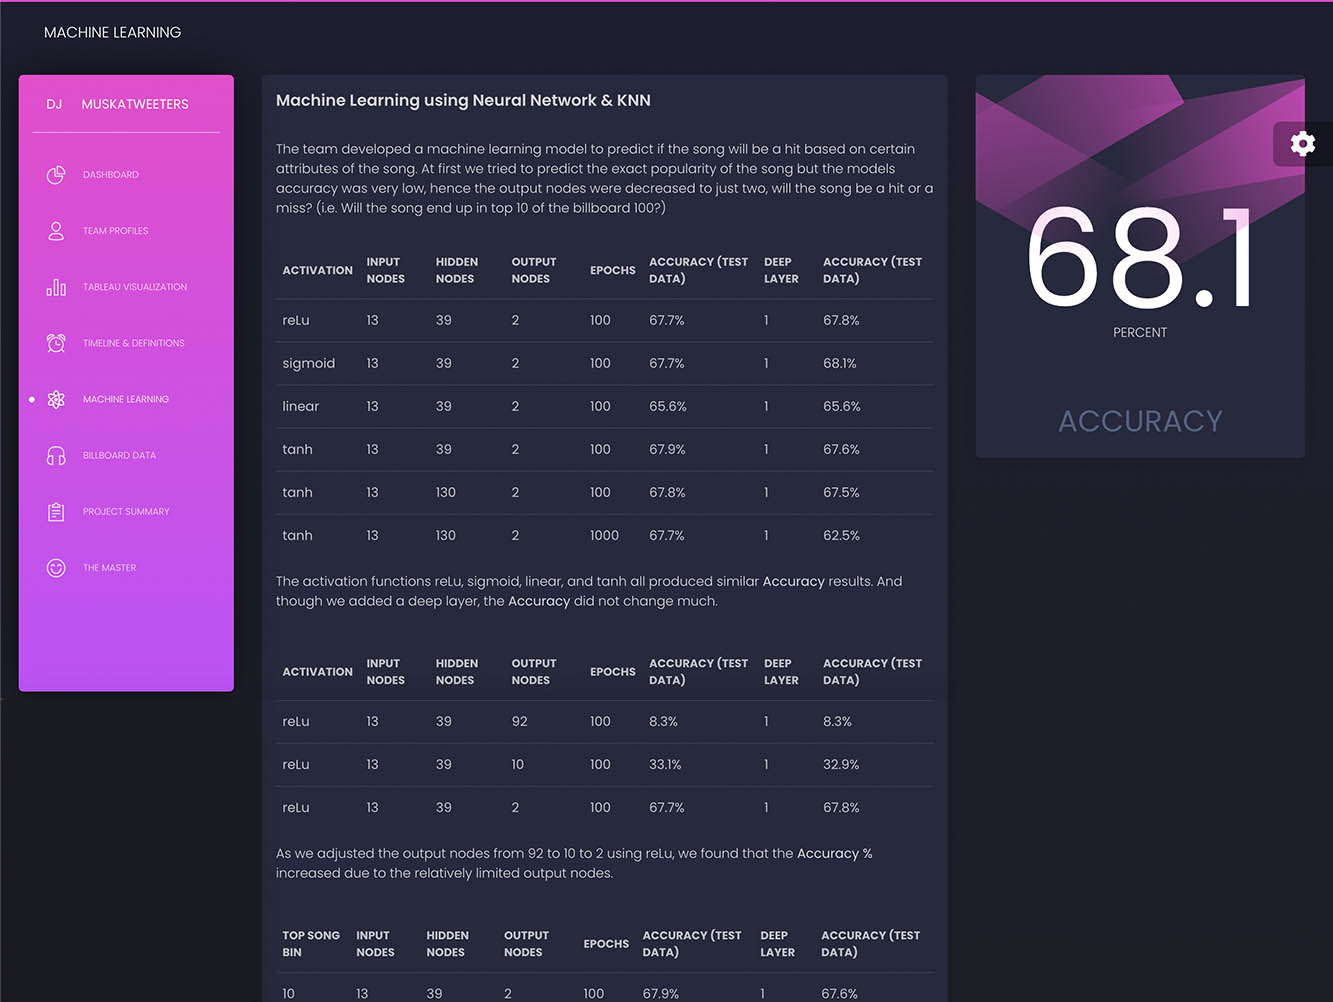 MACHINE LEARNING
DJ MUSKATWEETERS
DASHBOARD
TEAM PROFILES
TABLEAU VISUALIZATION
TIMELINE & DEFINITIONS
MACHINE LEARNING
BILLBOARD DATA
PROJECT SUMMARY
THE MASTER
Machine Learning using Neural Network & KNN
The team developed a machine learning model to predict if the song will be a hit based on certain
attributes of the song. At first we tried to predict the exact popularity of the song but the models
accuracy was very low, hence the output nodes were decreased to just two, will the song be a hit or a
miss? (i.e. Will the song end up in top 10 of the billboard 100?)
ACTIVATION INPUT NODES HIDDEN NODES OUTPUT NODES EPOCHS ACCURACY (TEST DATA) DEEP LAYER ACCURACY (TEST DATA)
reLu 13 39 2 100 67.7% 1 67.8%
sigmoid 13 39 2 100 67.7% 1 68.1%
linear 13 39 2 100 65.6% 1 65.6%
tanh 13 39 2 100 67.9% 1 67.6%
tanh 13 130 2 100 67.8% 1 67.5%
tanh 13 130 2 1000 67.7% 1 62.5%
The activation functions reLu, sigmoid, linear, and tanh all produced similar Accuracy results. And
though we added a deep layer, the Accuracy did not change much.
ACTIVATION INPUT NODES HIDDEN NODES OUTPUT NODES EPOCHS ACCURACY (TEST DATA) DEEP LAYER ACCURACY (TEST DATA)
reLu 13 39 92 100 8.3% 1 8.3%
reLu 13 39 10 100 33.1% 1 32.9%
reLu 13 39 2 100 67.7% 1 67.8%
As we adjusted the output nodes from 92 to 10 to 2 using reLu, we found that the Accuracy %
increased due to the relatively limited output nodes.
TOP SONG BIN INPUT NODES HIDDEN NODES OUTPUT NODES EPOCHS ACCURACY (TEST DATA) DEEP LAYER ACCURACY (TEST DATA)
10 13 39 2 100 67.9% 1 67.6%
68.1
PERCENT
ACCURACY